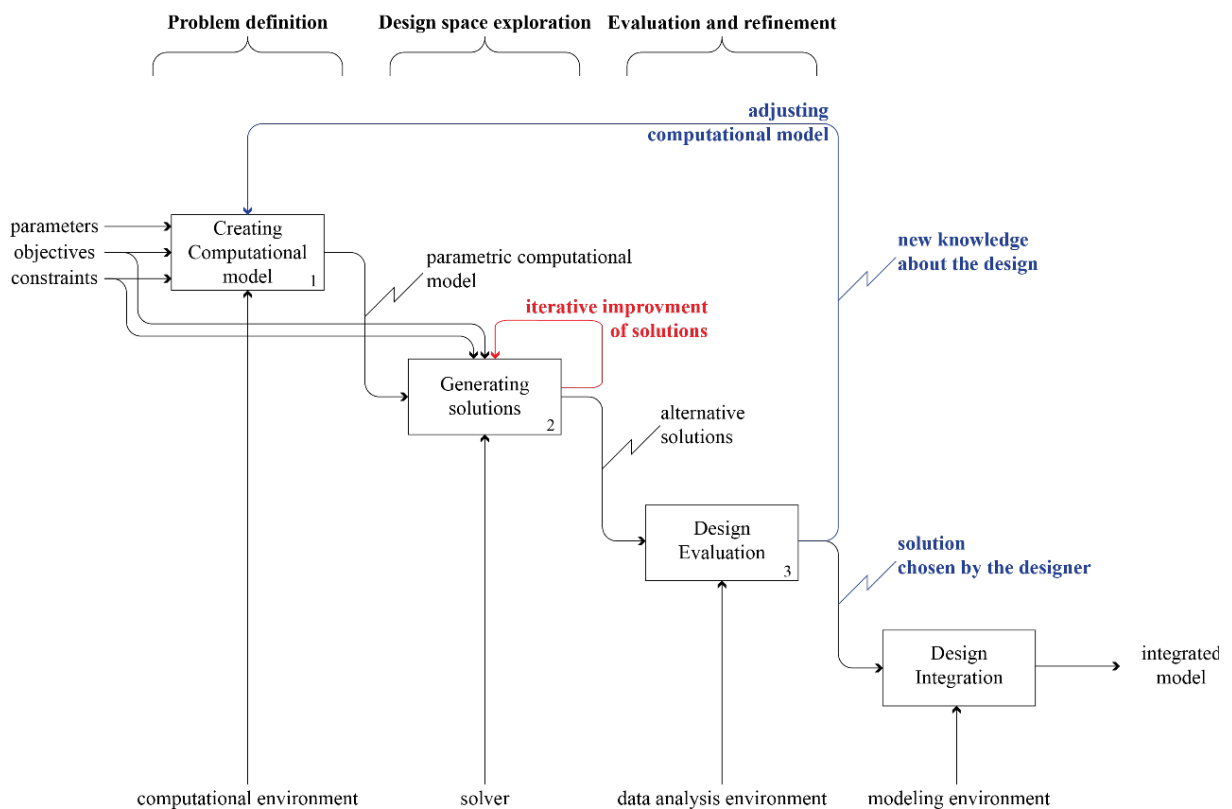 Problem definition
Design space exploration
Evaluation and refinement
adjusting
computational model
parameters
objectives
constraints
Creating
Computational
model
1
parametric computational
model
new knowledge
about the design
iterative improvment
of solutions
Generating
solutions
2
alternative
solutions
Design
Evaluation
3
solution
chosen by the designer
Design
Integration
integrated
model
computational environment
solver
data analysis environment
modeling environment